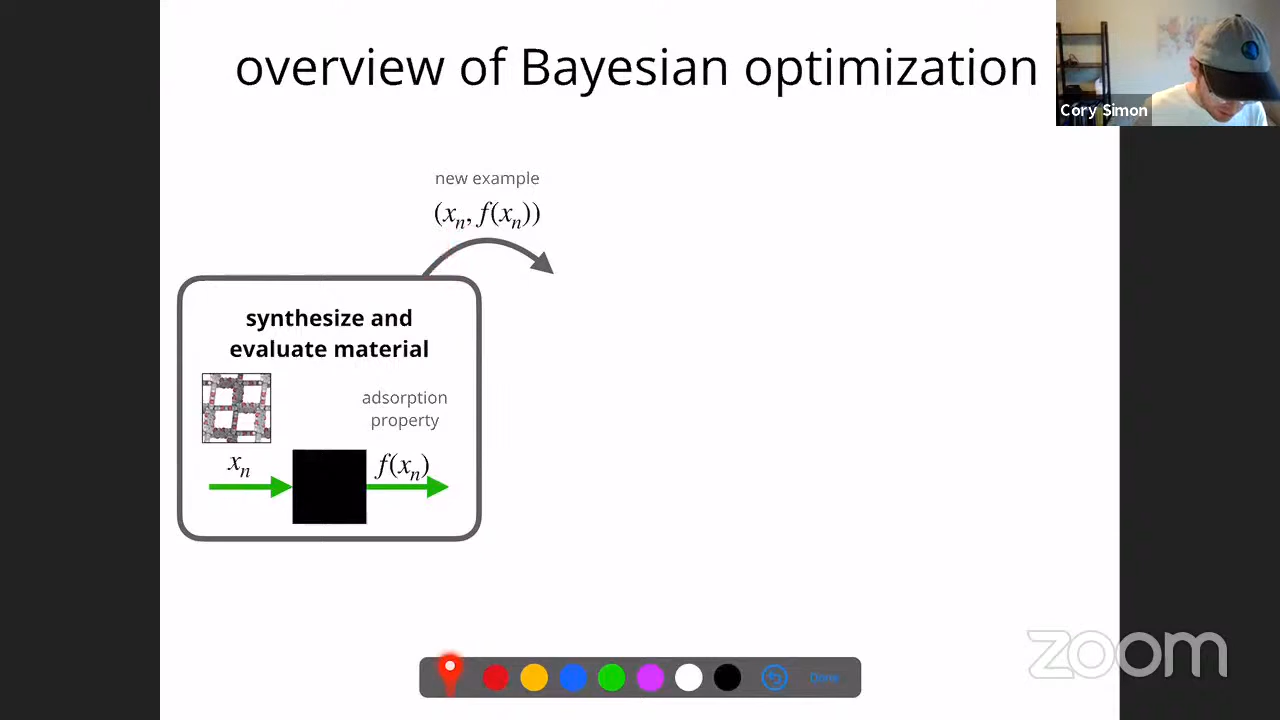 overview of Bayesian optimization
Cory Simon
new example
(xₙ, f(xₙ))
synthesize and
evaluate material
adsorption
property
xₙ
f(xₙ)
zoom
Done